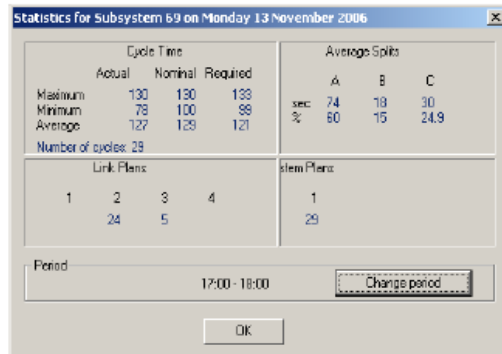 Statistics for Subsystem 69 on Monday 13 November 2006
Cycle Time
Actual Nominal Required
Maximum 130 130 133
Minimum 78 100 99
Average 127 129 121
Number of cycles: 29
Average Splits
A B C
sec 74 18 30
% 60 15 24.9
Link Plans
1 2 3 4
24 5
stem Plans
1
29
Period
17:00 - 18:00
Change period
OK